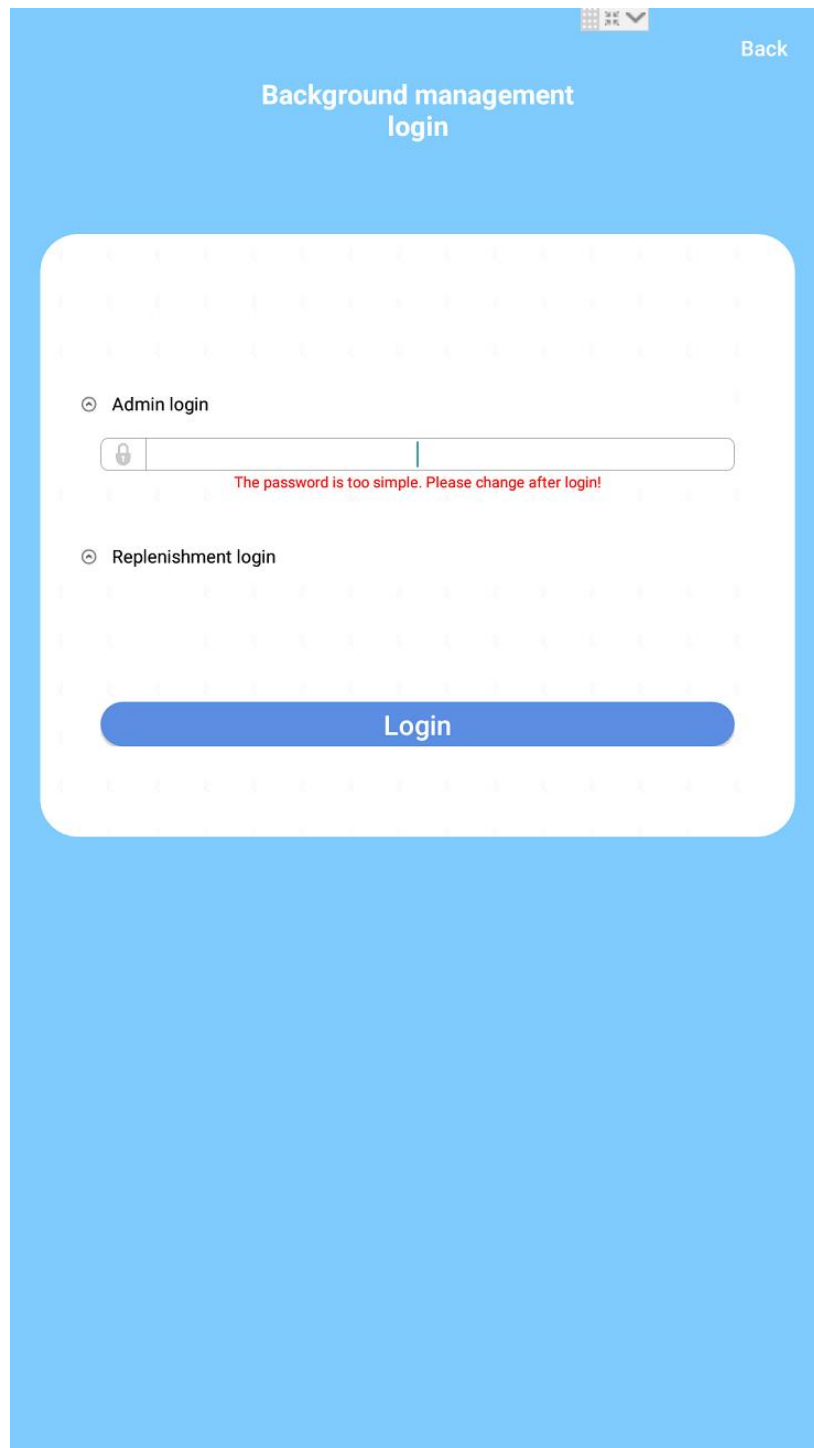 Back
Background management
login
Admin login
The password is too simple. Please change after login!
Replenishment login
Login